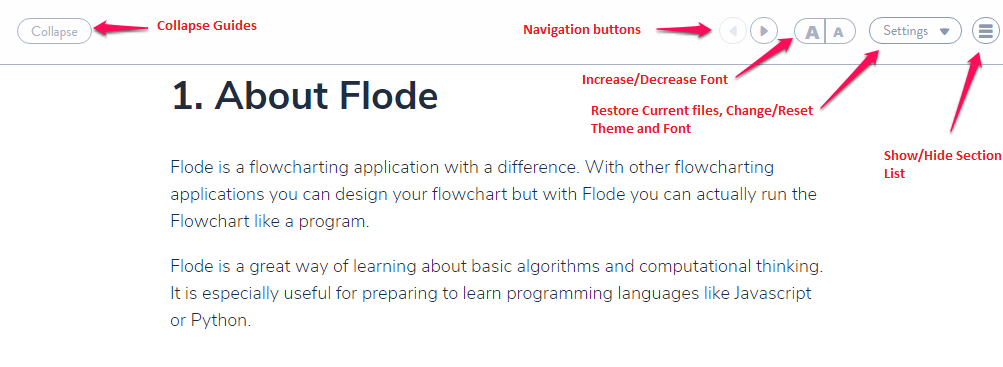 Collapse
Collapse Guides
Navigation buttons
A A
Settings
Increase/Decrease Font
Restore Current files, Change/Reset
Theme and Font
Show/Hide Section
List
1. About Flode
Flode is a flowcharting application with a difference. With other flowcharting
applications you can design your flowchart but with Flode you can actually run the
Flowchart like a program.
Flode is a great way of learning about basic algorithms and computational thinking.
It is especially useful for preparing to learn programming languages like Javascript
or Python.